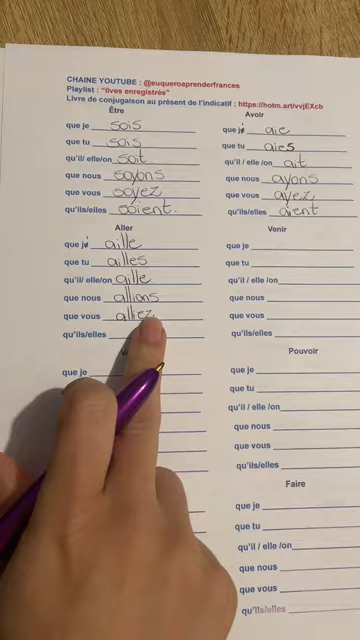 CHAINE YOUTUBE : @euqueroaprenderfrances
Playlist : "lives enregistrés"
Livre de conjugaison au présent de l'indicatif : https://hotm.art/vvjEXcb
Être
que je sois
que tu sois
qu'il/ elle/on soit
que nous soyons
que vous soyez
qu'ils/elles soient.
Avoir
que j' aie
que tu aies
qu'il / elle /on ait
que nous ayons
que vous ayez,
qu'ils/elles aient
Aller
que j' aille
que tu ailles
qu'il/ elle/on aille
que nous allions
que vous alliez
qu'ils/elles
Venir
que je
que tu
qu'il / elle /on
que nous
que vous
qu'ils/elles
que je
Pouvoir
que je
que tu
qu'il / elle /on
que nous
que vous
qu'ils/elles
Faire
que je
que tu
qu'il / elle /on
que nous
que vous
qu'ils/elles